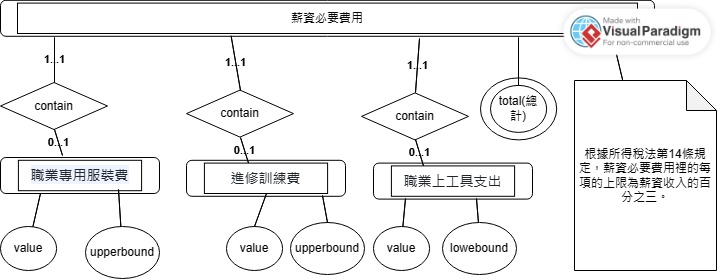 薪資必要費用
Made with
VisualParadigm
For non-commercial use
1...1
1...1
1...1
contain
contain
contain
total(總
計)
0...1
0...1
0...1
職業專用服裝費
進修訓練費
職業上工具支出
根據所得稅法第14條規
定，薪資必要費用裡的每
項的上限為薪資收入的百
分之三。
value
upperbound
value
upperbound
value
lowebound